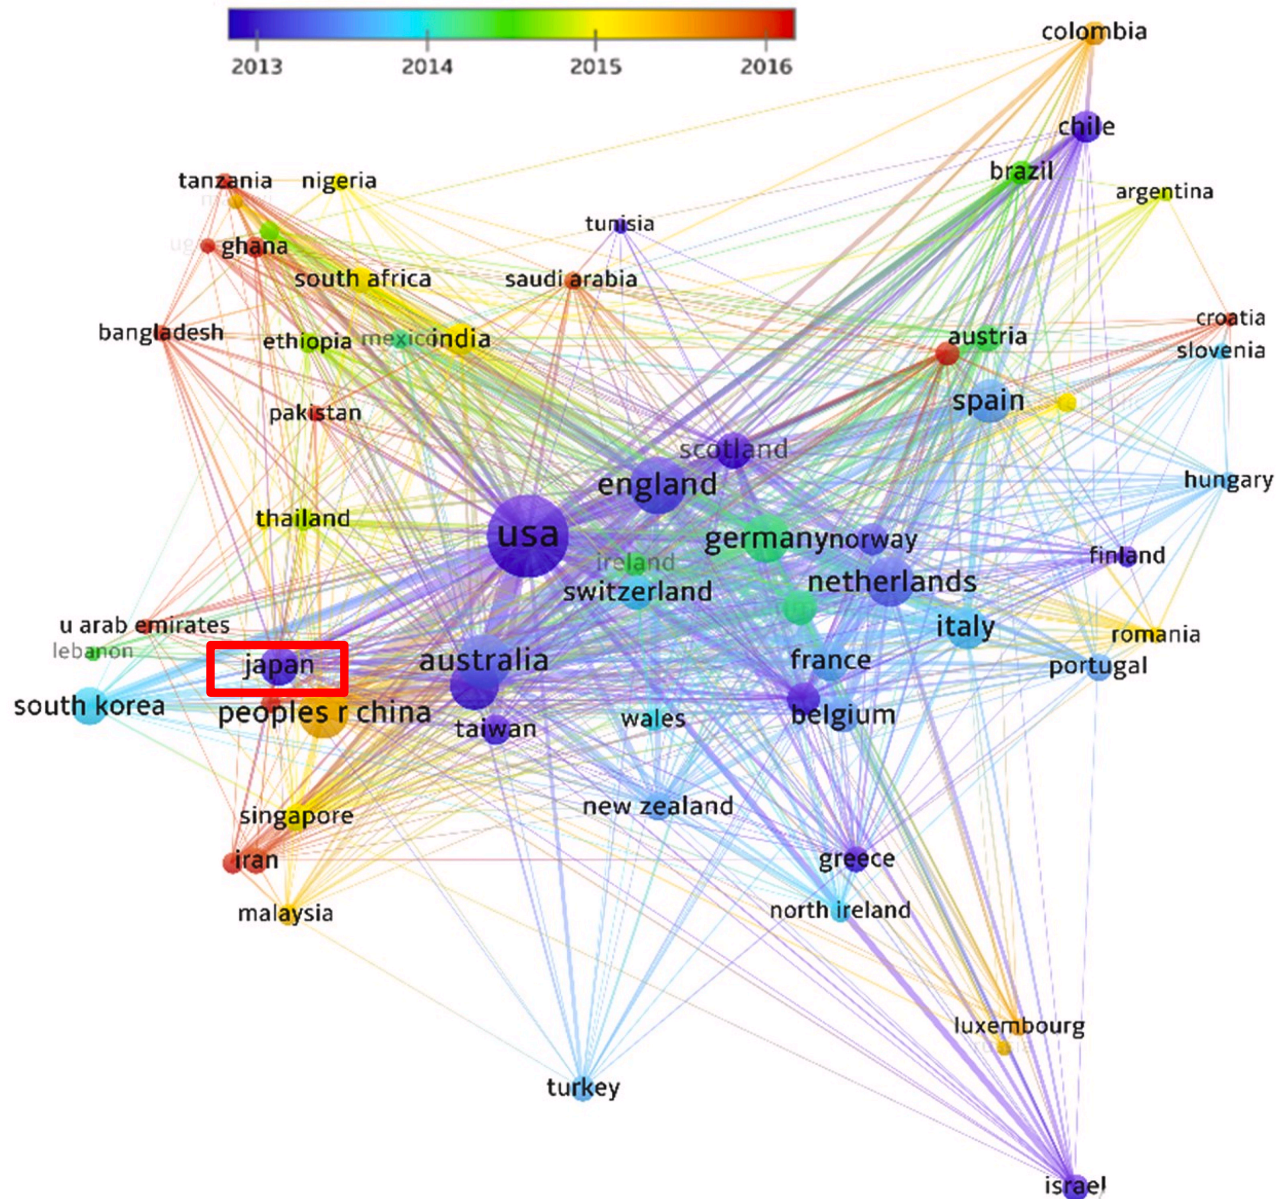 2013 2014 2015 2016
colombia
chile
brazil
tanzania nigeria
argentina
tunisia
ghana
south africa saudi arabia
croatia
bangladesh ethiopia mexico india austria
slovenia
spain
pakistan
scotland
england hungary
thailand
usa germany norway
finland
ireland
switzerland netherlands
u arab emirates italy romania
lebanon
japan australia france portugal
south korea peoples r china wales belgium
taiwan
new zealand
singapore
iran greece
malaysia north ireland
luxembourg
turkey
israel